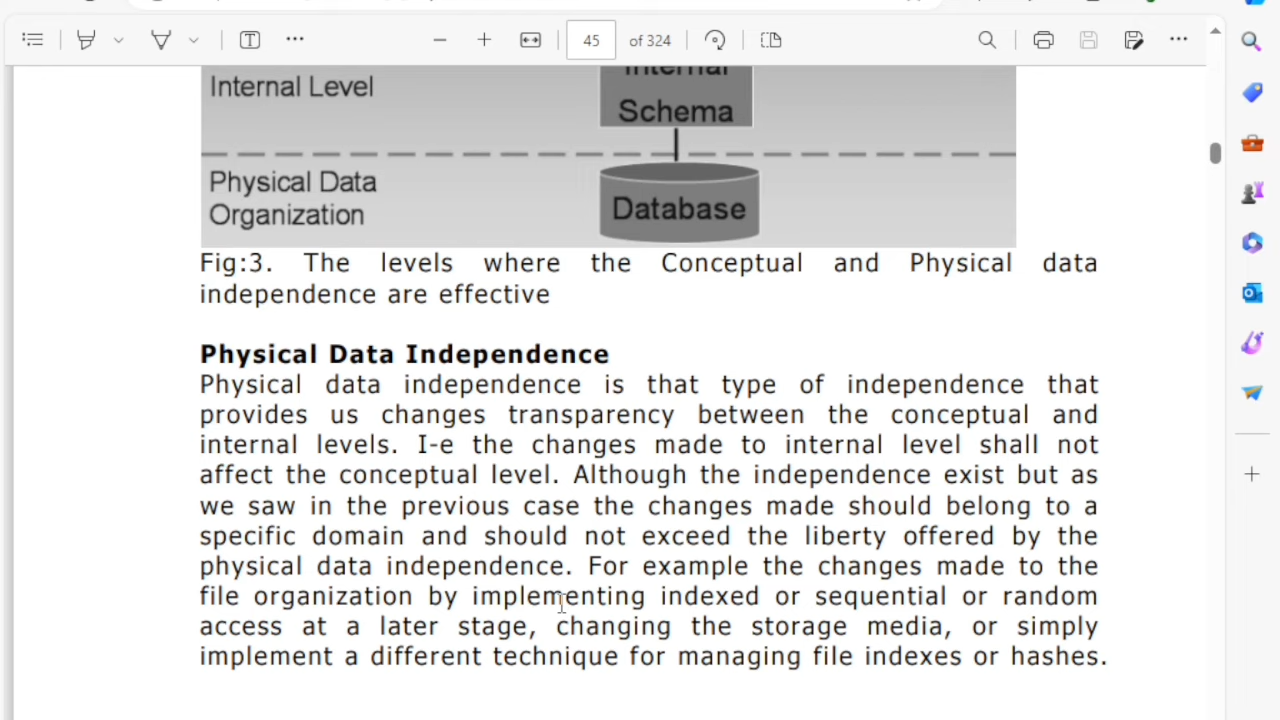 45 of 324
Internal Level
Internal
Schema
Physical Data
Organization
Database
Fig:3. The levels where the Conceptual and Physical data
independence are effective
Physical Data Independence
Physical data independence is that type of independence that
provides us changes transparency between the conceptual and
internal levels. I-e the changes made to internal level shall not
affect the conceptual level. Although the independence exist but as
we saw in the previous case the changes made should belong to a
specific domain and should not exceed the liberty offered by the
physical data independence. For example the changes made to the
file organization by implementing indexed or sequential or random
access at a later stage, changing the storage media, or simply
implement a different technique for managing file indexes or hashes.